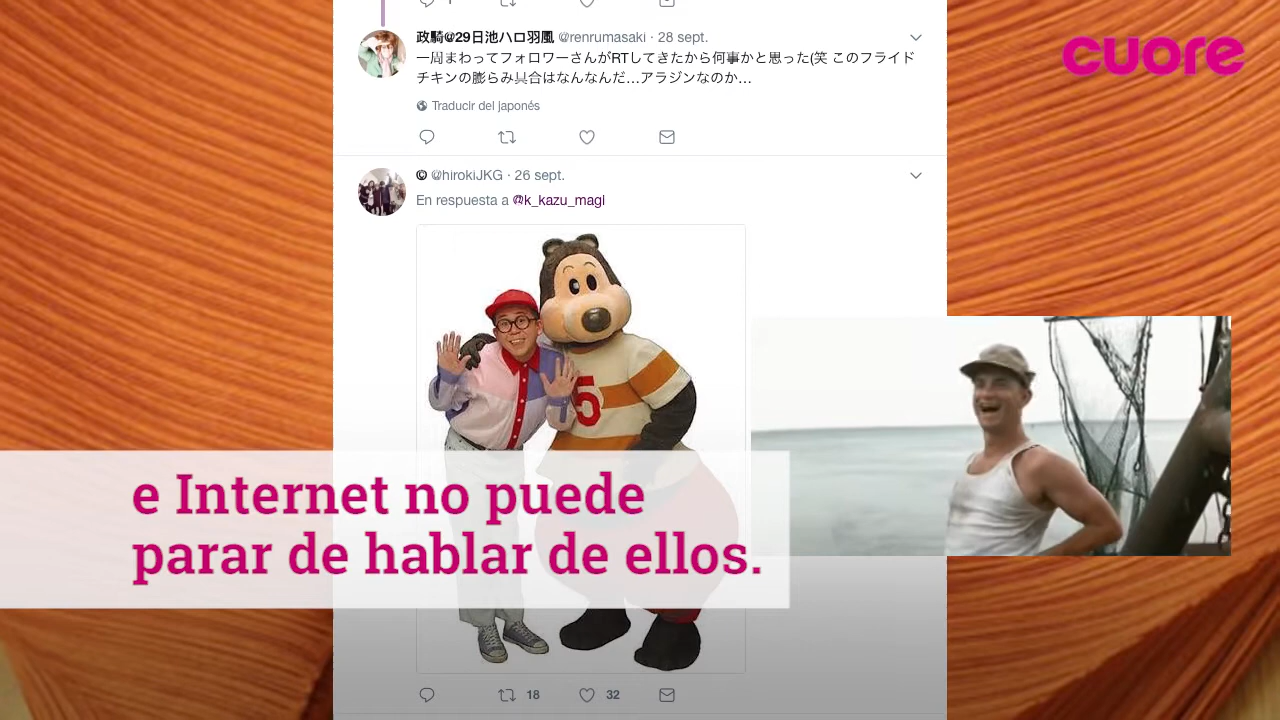 政騎@29日池ハロ羽風 @renrumasaki · 28 sept.
一周まわってフォロワーさんがRTしてきたから何事かと思った(笑 このフライド
チキンの膨らみ具合はなんなんだ…アラジンなのか…
Traducir del japonés
cuore
© @hirokiJKG · 26 sept.
En respuesta a @k_kazu_magl
5
e Internet no puede
parar de hablar de ellos.
18
32